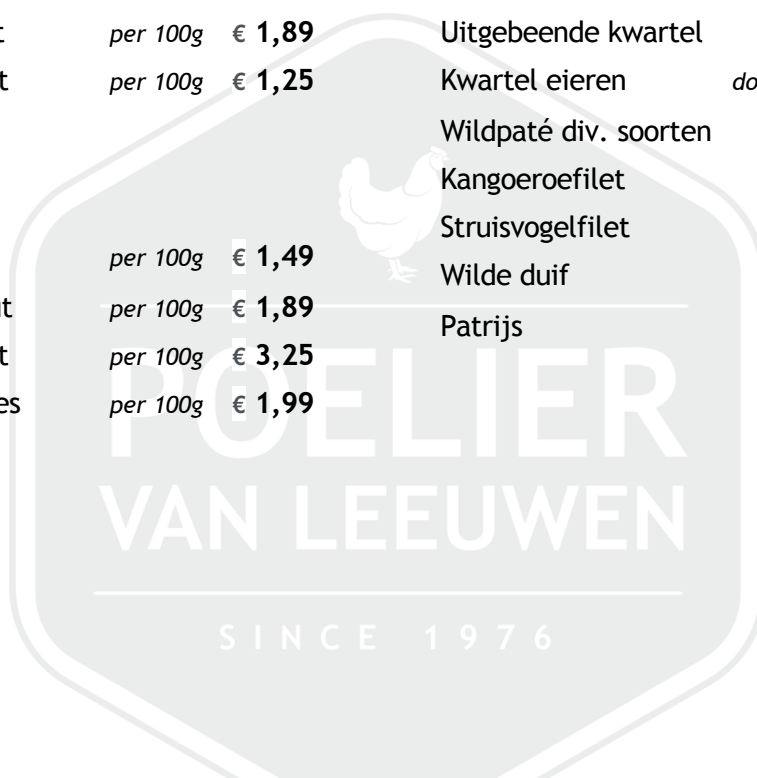 per 100g € 1,89
per 100g € 1,25
per 100g € 1,49
per 100g € 1,89
per 100g € 3,25
per 100g € 1,99
Uitgebeende kwartel
Kwartel eieren
Wildpaté div. soorten
Kangoeroefilet
Struisvogelfilet
Wilde duif
Patrijs
POELIER
VAN LEEUWEN
SINCE 1976